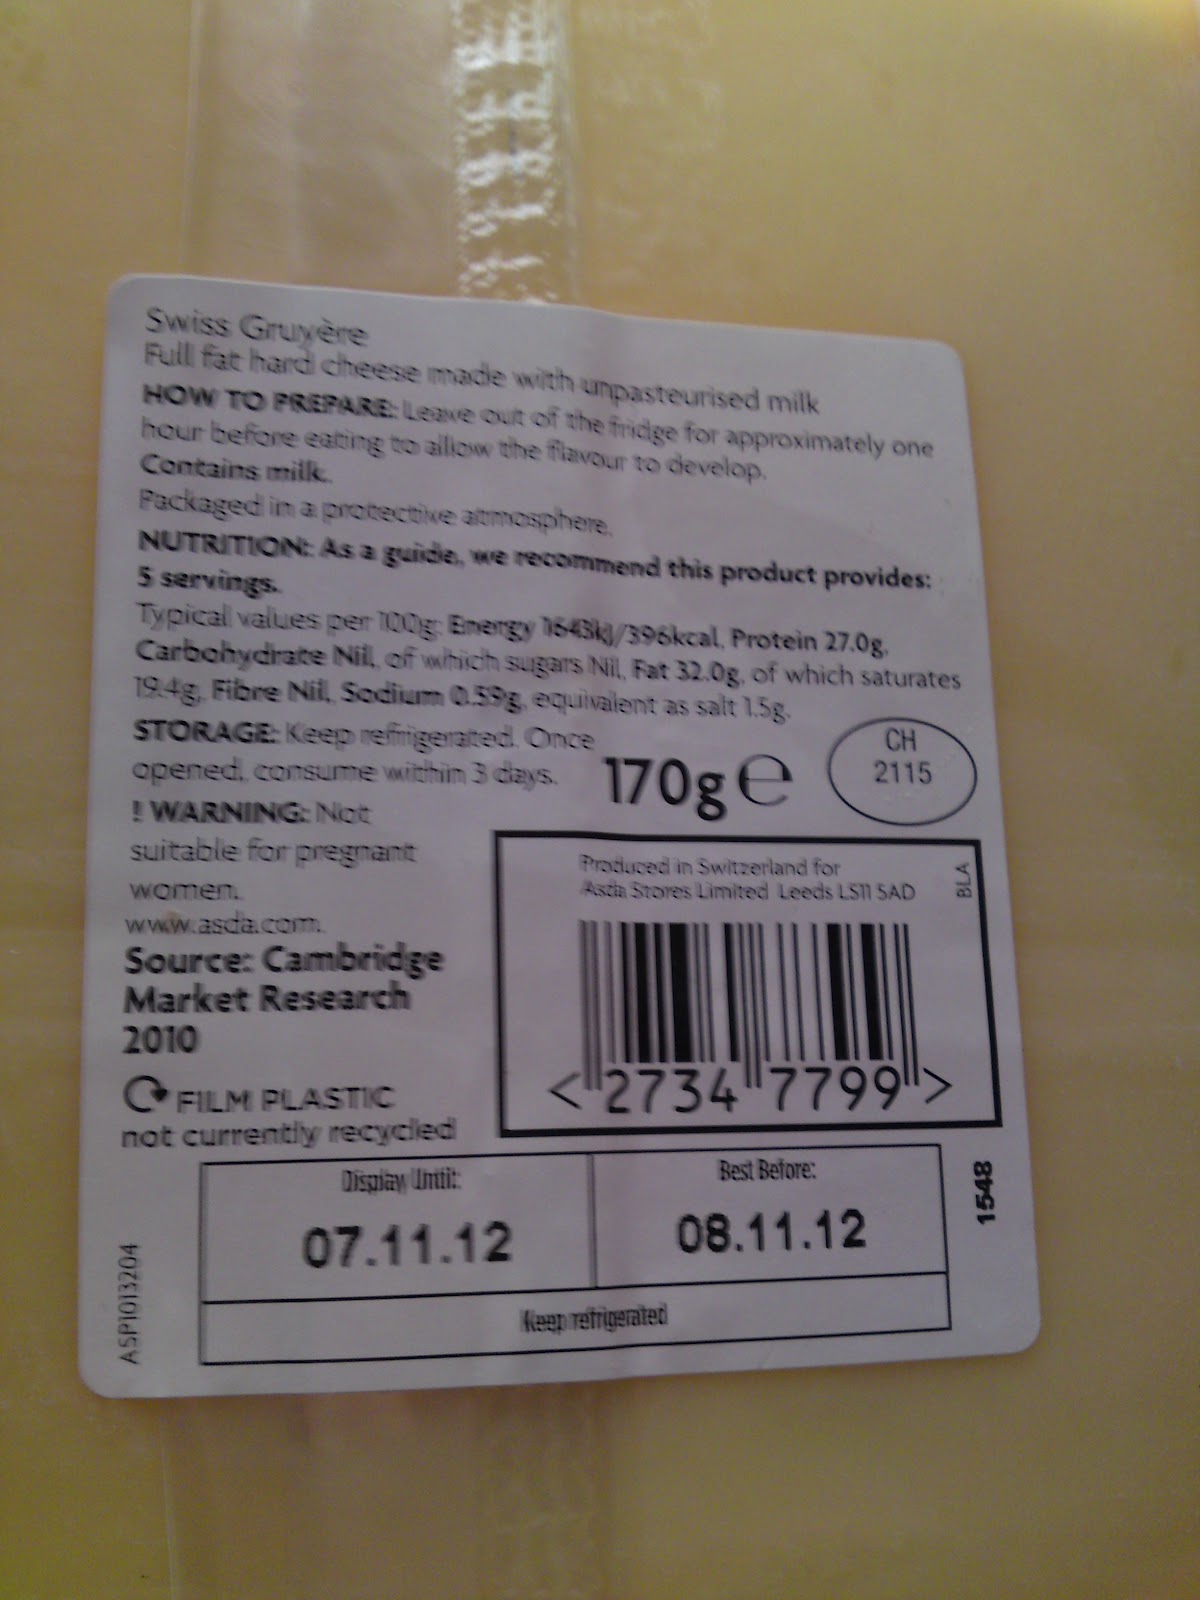 Swiss Gruyère
Full fat hard cheese made with unpasteurised milk
HOW TO PREPARE: Leave out of the fridge for approximately one
hour before eating to allow the flavour to develop.
Contains milk.
Packaged in a protective atmosphere.
NUTRITION: As a guide, we recommend this product provides:
5 servings.
Typical values per 100g: Energy 1643kJ/396kcal, Protein 27.0g,
Carbohydrate Nil, of which sugars Nil, Fat 32.0g, of which saturates
19.4g, Fibre Nil, Sodium 0.59g, equivalent as salt 1.5g.
STORAGE: Keep refrigerated. Once
opened, consume within 3 days.
170g e
CH
2115
! WARNING: Not
suitable for pregnant
women.
www.asda.com.
Source: Cambridge
Market Research
2010
FILM PLASTIC
not currently recycled
Produced in Switzerland for
Asda Stores Limited Leeds LS11 5AD
BLA
< 2734 7799 >
Display Until:
07.11.12
Best Before:
08.11.12
Keep refrigerated
1548
ASP1013204